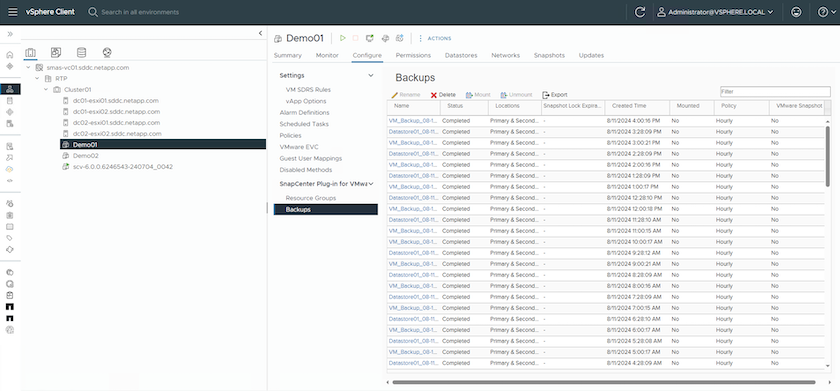 vSphere Client
Search in all environments
Administrator@VSPHERE.LOCAL
smas-vc01.sddc.netapp.com
RTP
Cluster01
dc01-esxi01.sddc.netapp.com
dc01-esxi02.sddc.netapp.com
dc02-esxi01.sddc.netapp.com
dc02-esxi02.sddc.netapp.com
Demo01
Demo02
scv-6.0.0.6246543-240704_0042
Demo01
ACTIONS
Summary Monitor Configure Permissions Datastores Networks Snapshots Updates
Settings
VM SDRS Rules
vApp Options
Alarm Definitions
Scheduled Tasks
Policies
VMware EVC
Guest User Mappings
Disabled Methods
SnapCenter Plug-in for VMwa
Resource Groups
Backups
Backups
Rename Delete Mount Unmount Export Filter
Name Status Locations Snapshot Lock Expira... Created Time Mounted Policy VMware Snapshot
VM_Backup_08-1... Completed Primary & Second... - 8/11/2024 4:00:16 PM No Hourly No
Datastore01_08-11... Completed Primary & Second... - 8/11/2024 3:28:09 PM No Hourly No
VM_Backup_08-1... Completed Primary & Second... - 8/11/2024 3:00:21 PM No Hourly No
Datastore01_08-11... Completed Primary & Second... - 8/11/2024 2:28:09 PM No Hourly No
VM_Backup_08-1... Completed Primary & Second... - 8/11/2024 2:00:16 PM No Hourly No
Datastore01_08-11... Completed Primary & Second... - 8/11/2024 1:28:09 PM No Hourly No
VM_Backup_08-1... Completed Primary & Second... - 8/11/2024 1:00:17 PM No Hourly No
Datastore01_08-11... Completed Primary & Second... - 8/11/2024 12:28:10 PM No Hourly No
VM_Backup_08-1... Completed Primary & Second... - 8/11/2024 12:00:18 PM No Hourly No
Datastore01_08-11... Completed Primary & Second... - 8/11/2024 11:28:10 AM No Hourly No
VM_Backup_08-1... Completed Primary & Second... - 8/11/2024 11:00:15 AM No Hourly No
VM_Backup_08-1... Completed Primary & Second... - 8/11/2024 10:00:17 AM No Hourly No
Datastore01_08-11... Completed Primary & Second... - 8/11/2024 9:28:12 AM No Hourly No
VM_Backup_08-1... Completed Primary & Second... - 8/11/2024 9:00:21 AM No Hourly No
Datastore01_08-11... Completed Primary & Second... - 8/11/2024 8:28:09 AM No Hourly No
VM_Backup_08-1... Completed Primary & Second... - 8/11/2024 8:00:16 AM No Hourly No
Datastore01_08-11... Completed Primary & Second... - 8/11/2024 7:28:09 AM No Hourly No
VM_Backup_08-1... Completed Primary & Second... - 8/11/2024 7:00:15 AM No Hourly No
Datastore01_08-11... Completed Primary & Second... - 8/11/2024 6:28:10 AM No Hourly No
VM_Backup_08-1... Completed Primary & Second... - 8/11/2024 6:00:17 AM No Hourly No
Datastore01_08-11... Completed Primary & Second... - 8/11/2024 5:28:08 AM No Hourly No
VM_Backup_08-1... Completed Primary & Second... - 8/11/2024 5:00:17 AM No Hourly No
Datastore01_08-11... Completed Primary & Second... - 8/11/2024 4:28:09 AM No Hourly No